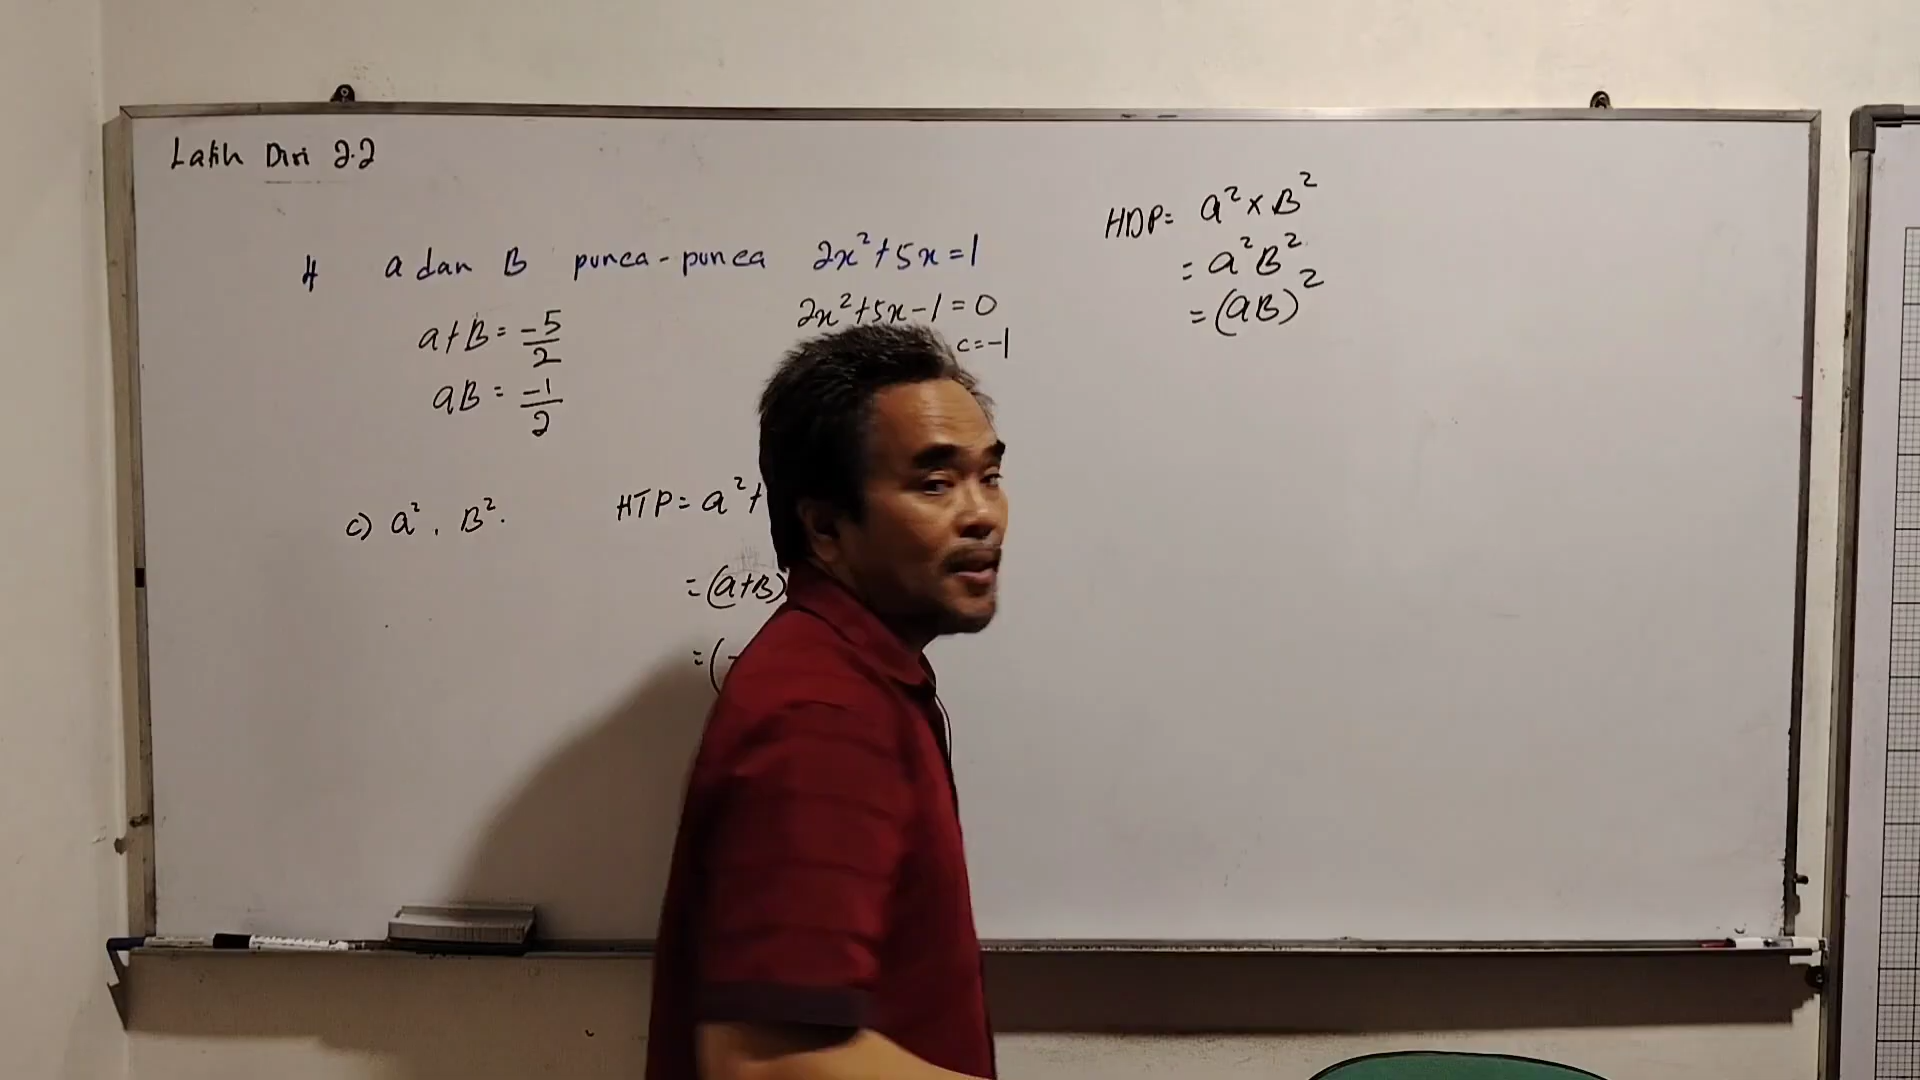 Latih Diri 2.2
4 a dan B punca-punca 2x²+5x=1
2x²+5x-1=0
c=-1
a+B = -5/2
aB = -1/2
c) a², B².
HTP = a²+
= (a+B)
= (-
HDP = a² x B²
= a²B²
= (aB)²